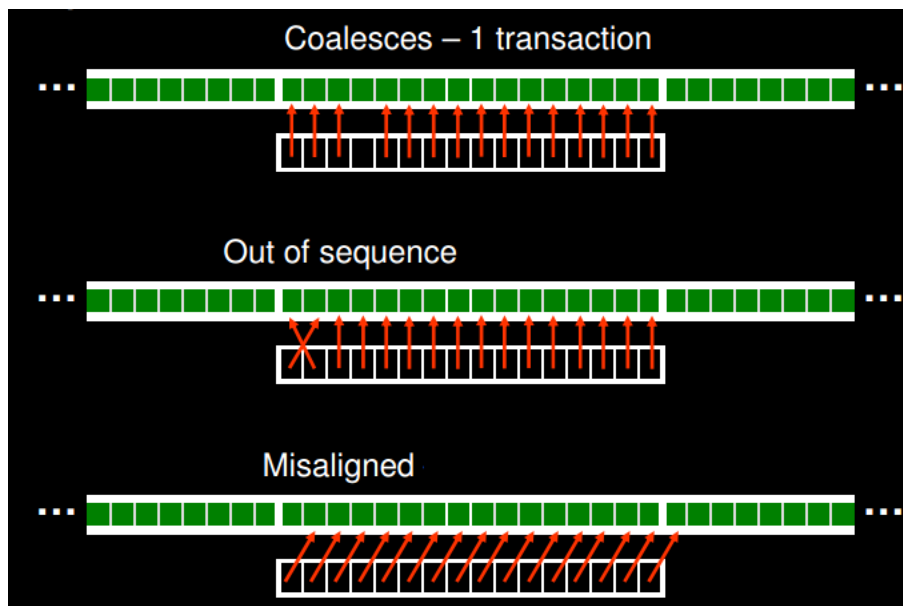 Coalesces – 1 transaction
... ...
Out of sequence
... ...
Misaligned
... ...